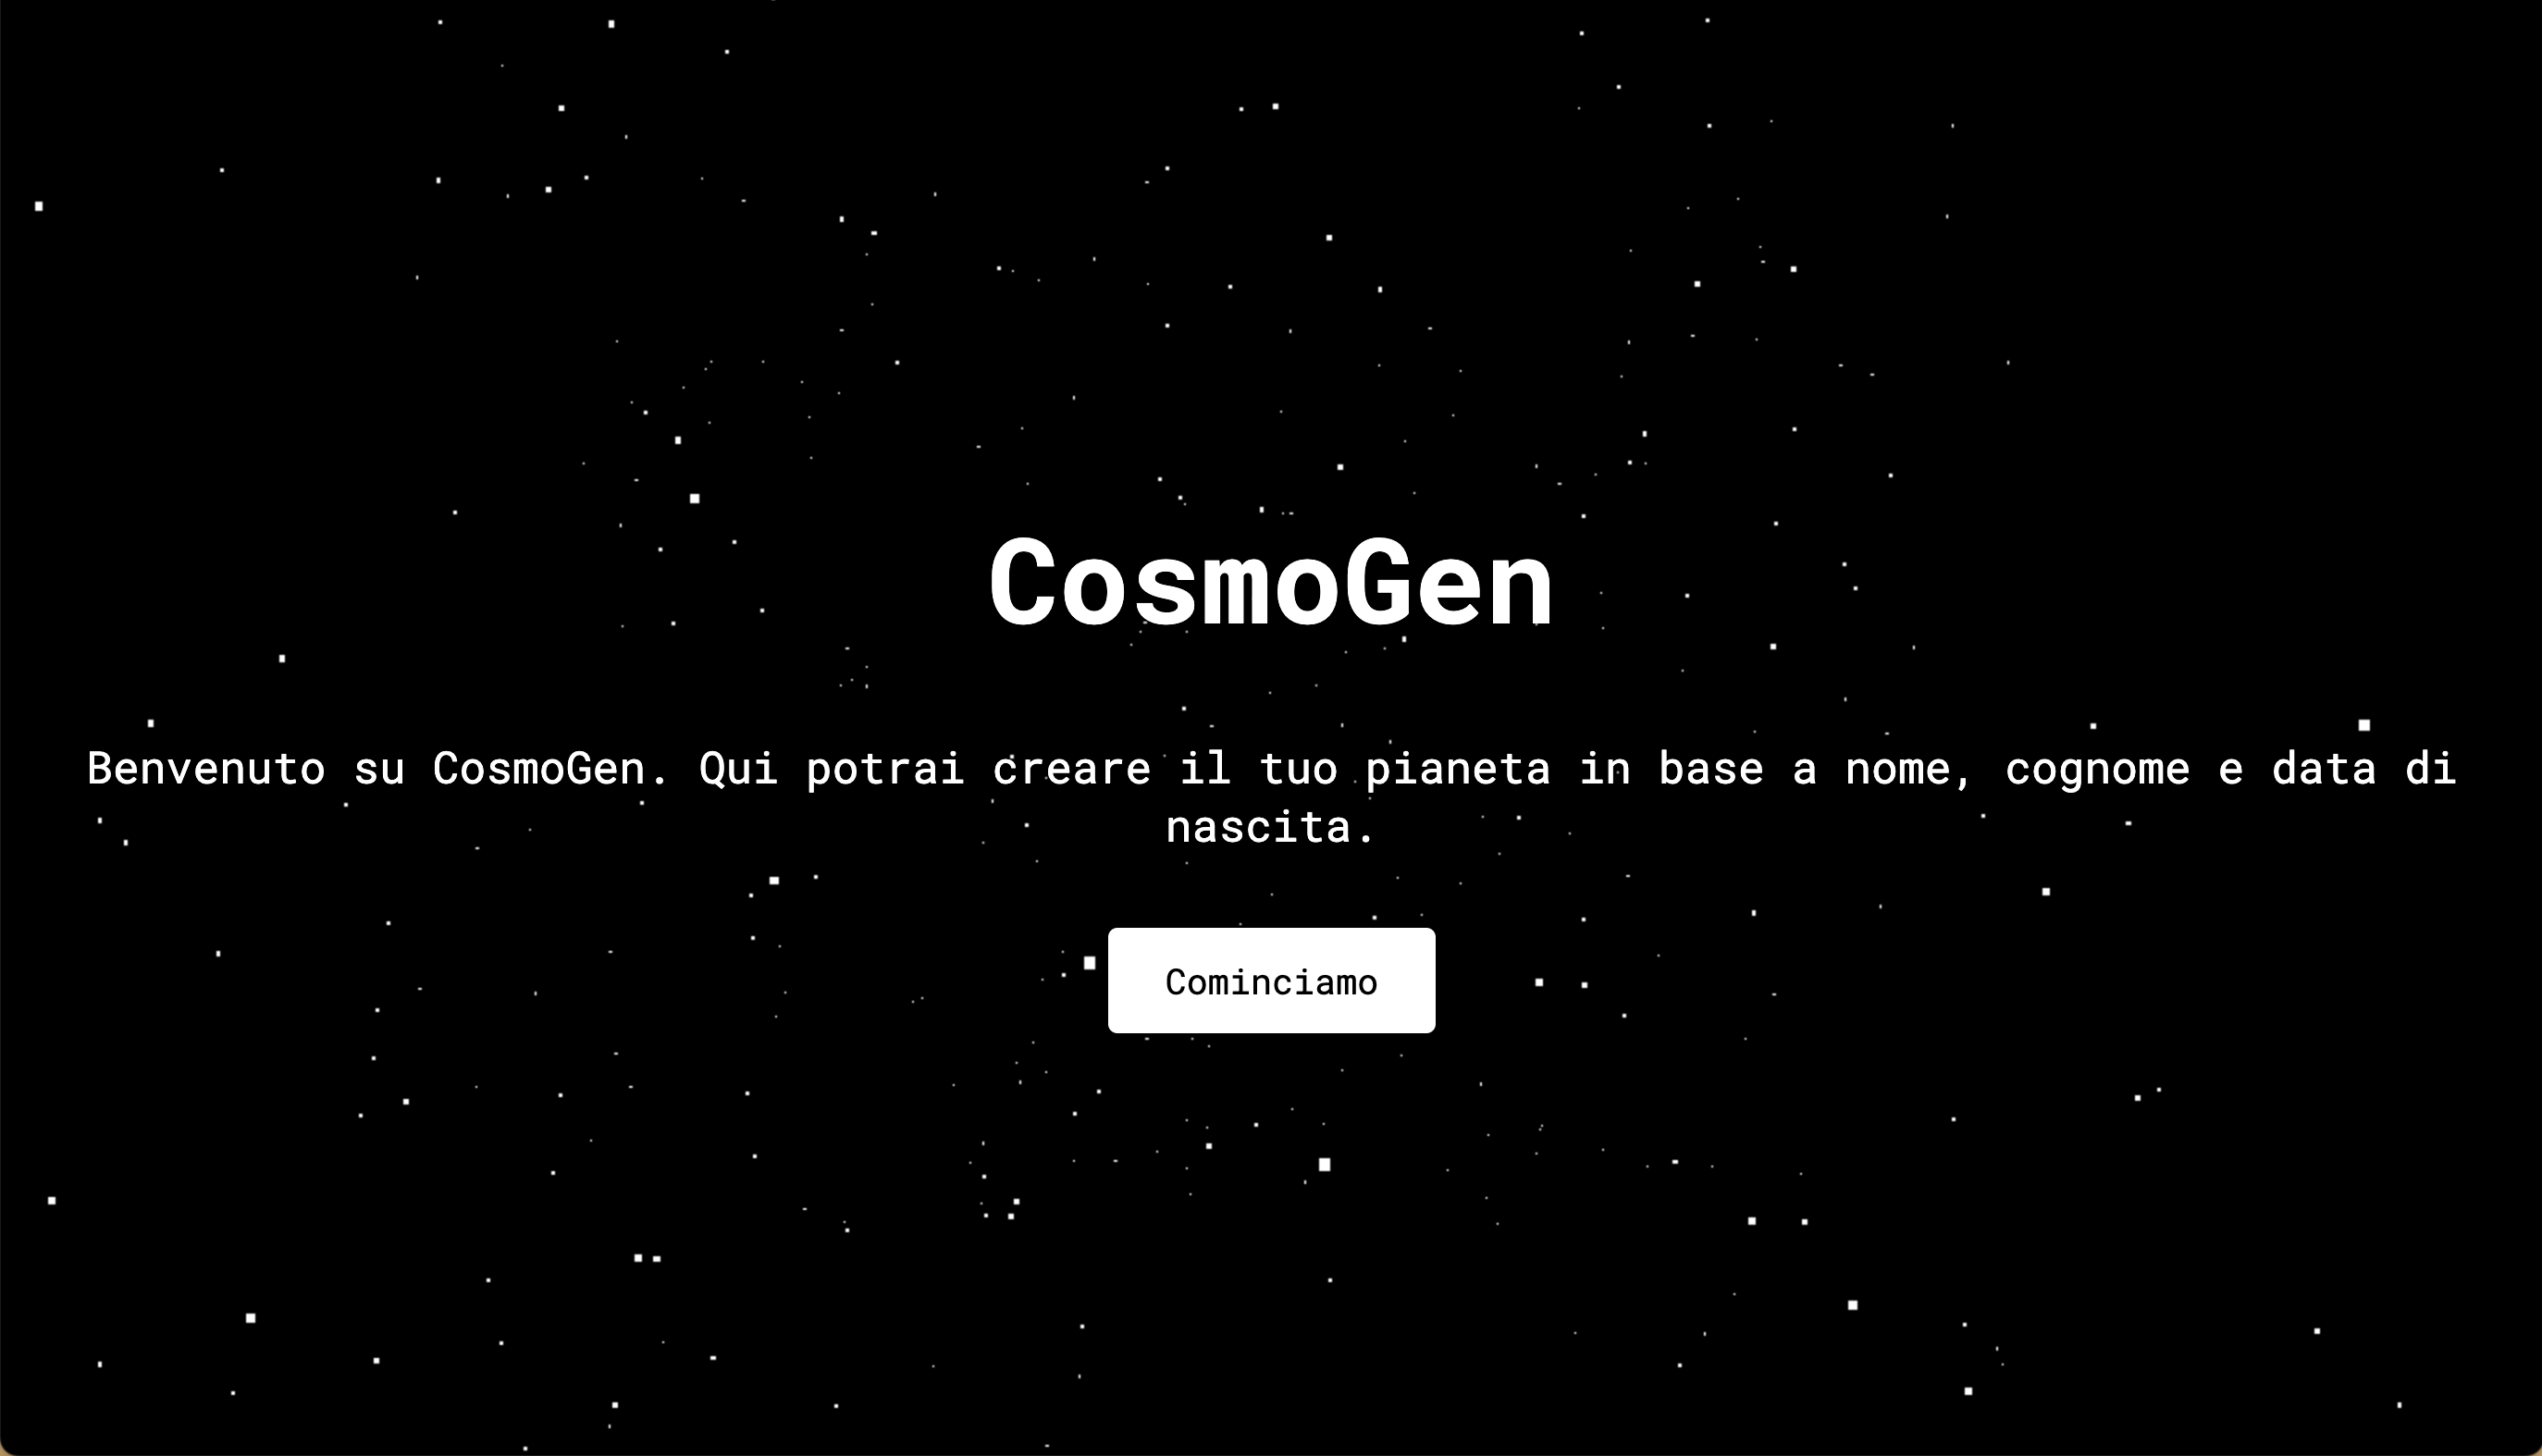 CosmoGen
Benvenuto su CosmoGen. Qui potrai creare il tuo pianeta in base a nome, cognome e data di
nascita.
Cominciamo